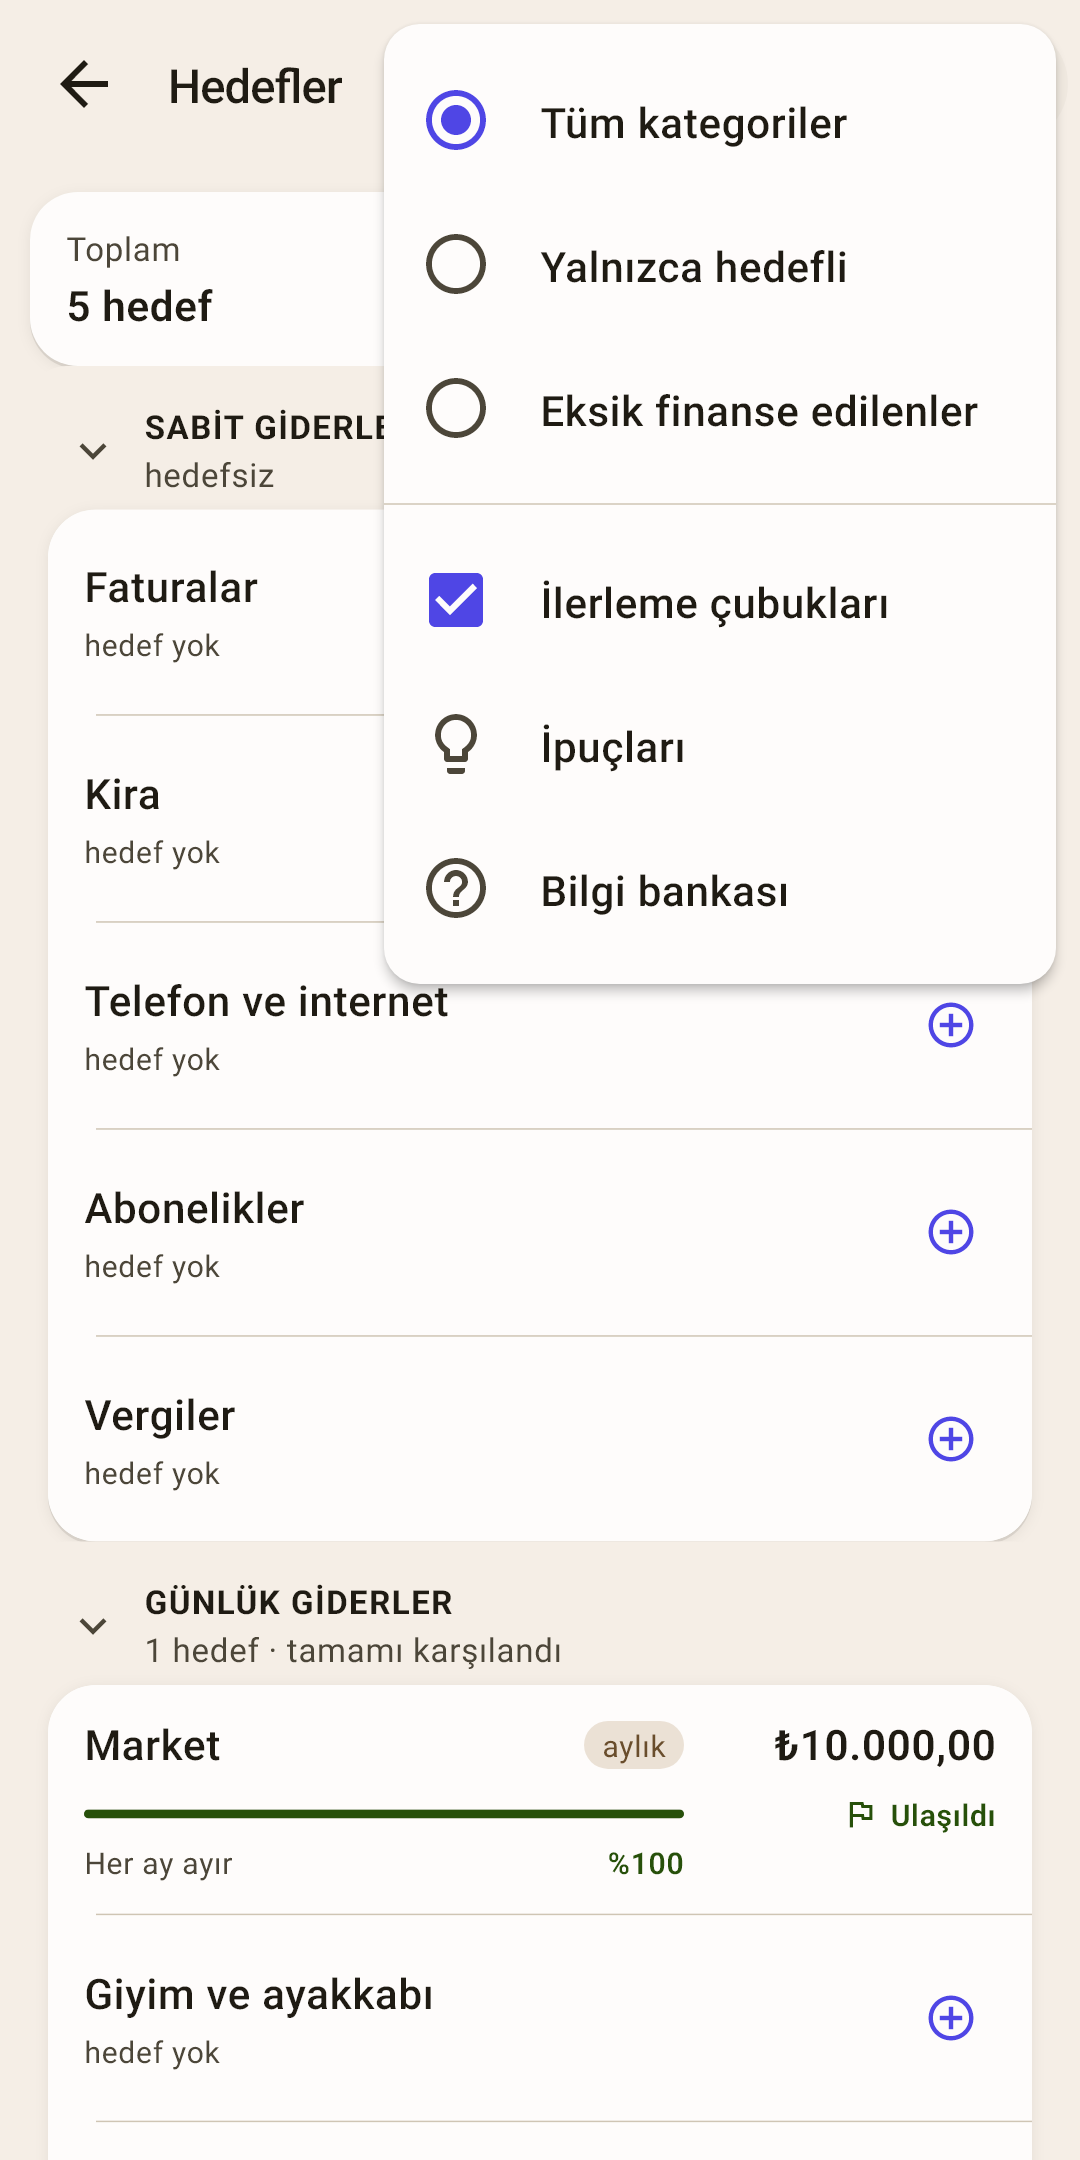 Hedefler
Tüm kategoriler
Yalnızca hedefli
Eksik finanse edilenler
İlerleme çubukları
İpuçları
Bilgi bankası
Toplam
5 hedef
SABİT GİDERLE
hedefsiz
Faturalar
hedef yok
Kira
hedef yok
Telefon ve internet
hedef yok
Abonelikler
hedef yok
Vergiler
hedef yok
GÜNLÜK GİDERLER
1 hedef · tamamı karşılandı
Market
aylık
₺10.000,00
Ulaşıldı
Her ay ayır
%100
Giyim ve ayakkabı
hedef yok